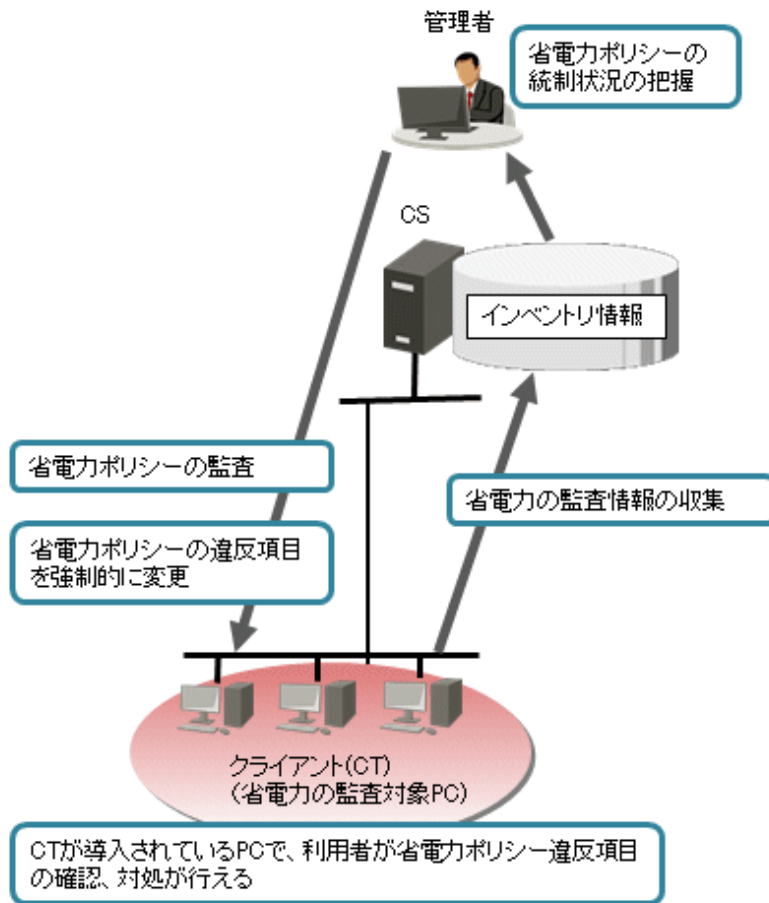 管理者
省電力ポリシーの
統制状況の把握
CS
インベントリ情報
省電力ポリシーの監査
省電力の監査情報の収集
省電力ポリシーの違反項目
を強制的に変更
クライアント(CT)
(省電力の監査対象PC)
CTが導入されているPCで、利用者が省電力ポリシー違反項目
の確認、対処が行える